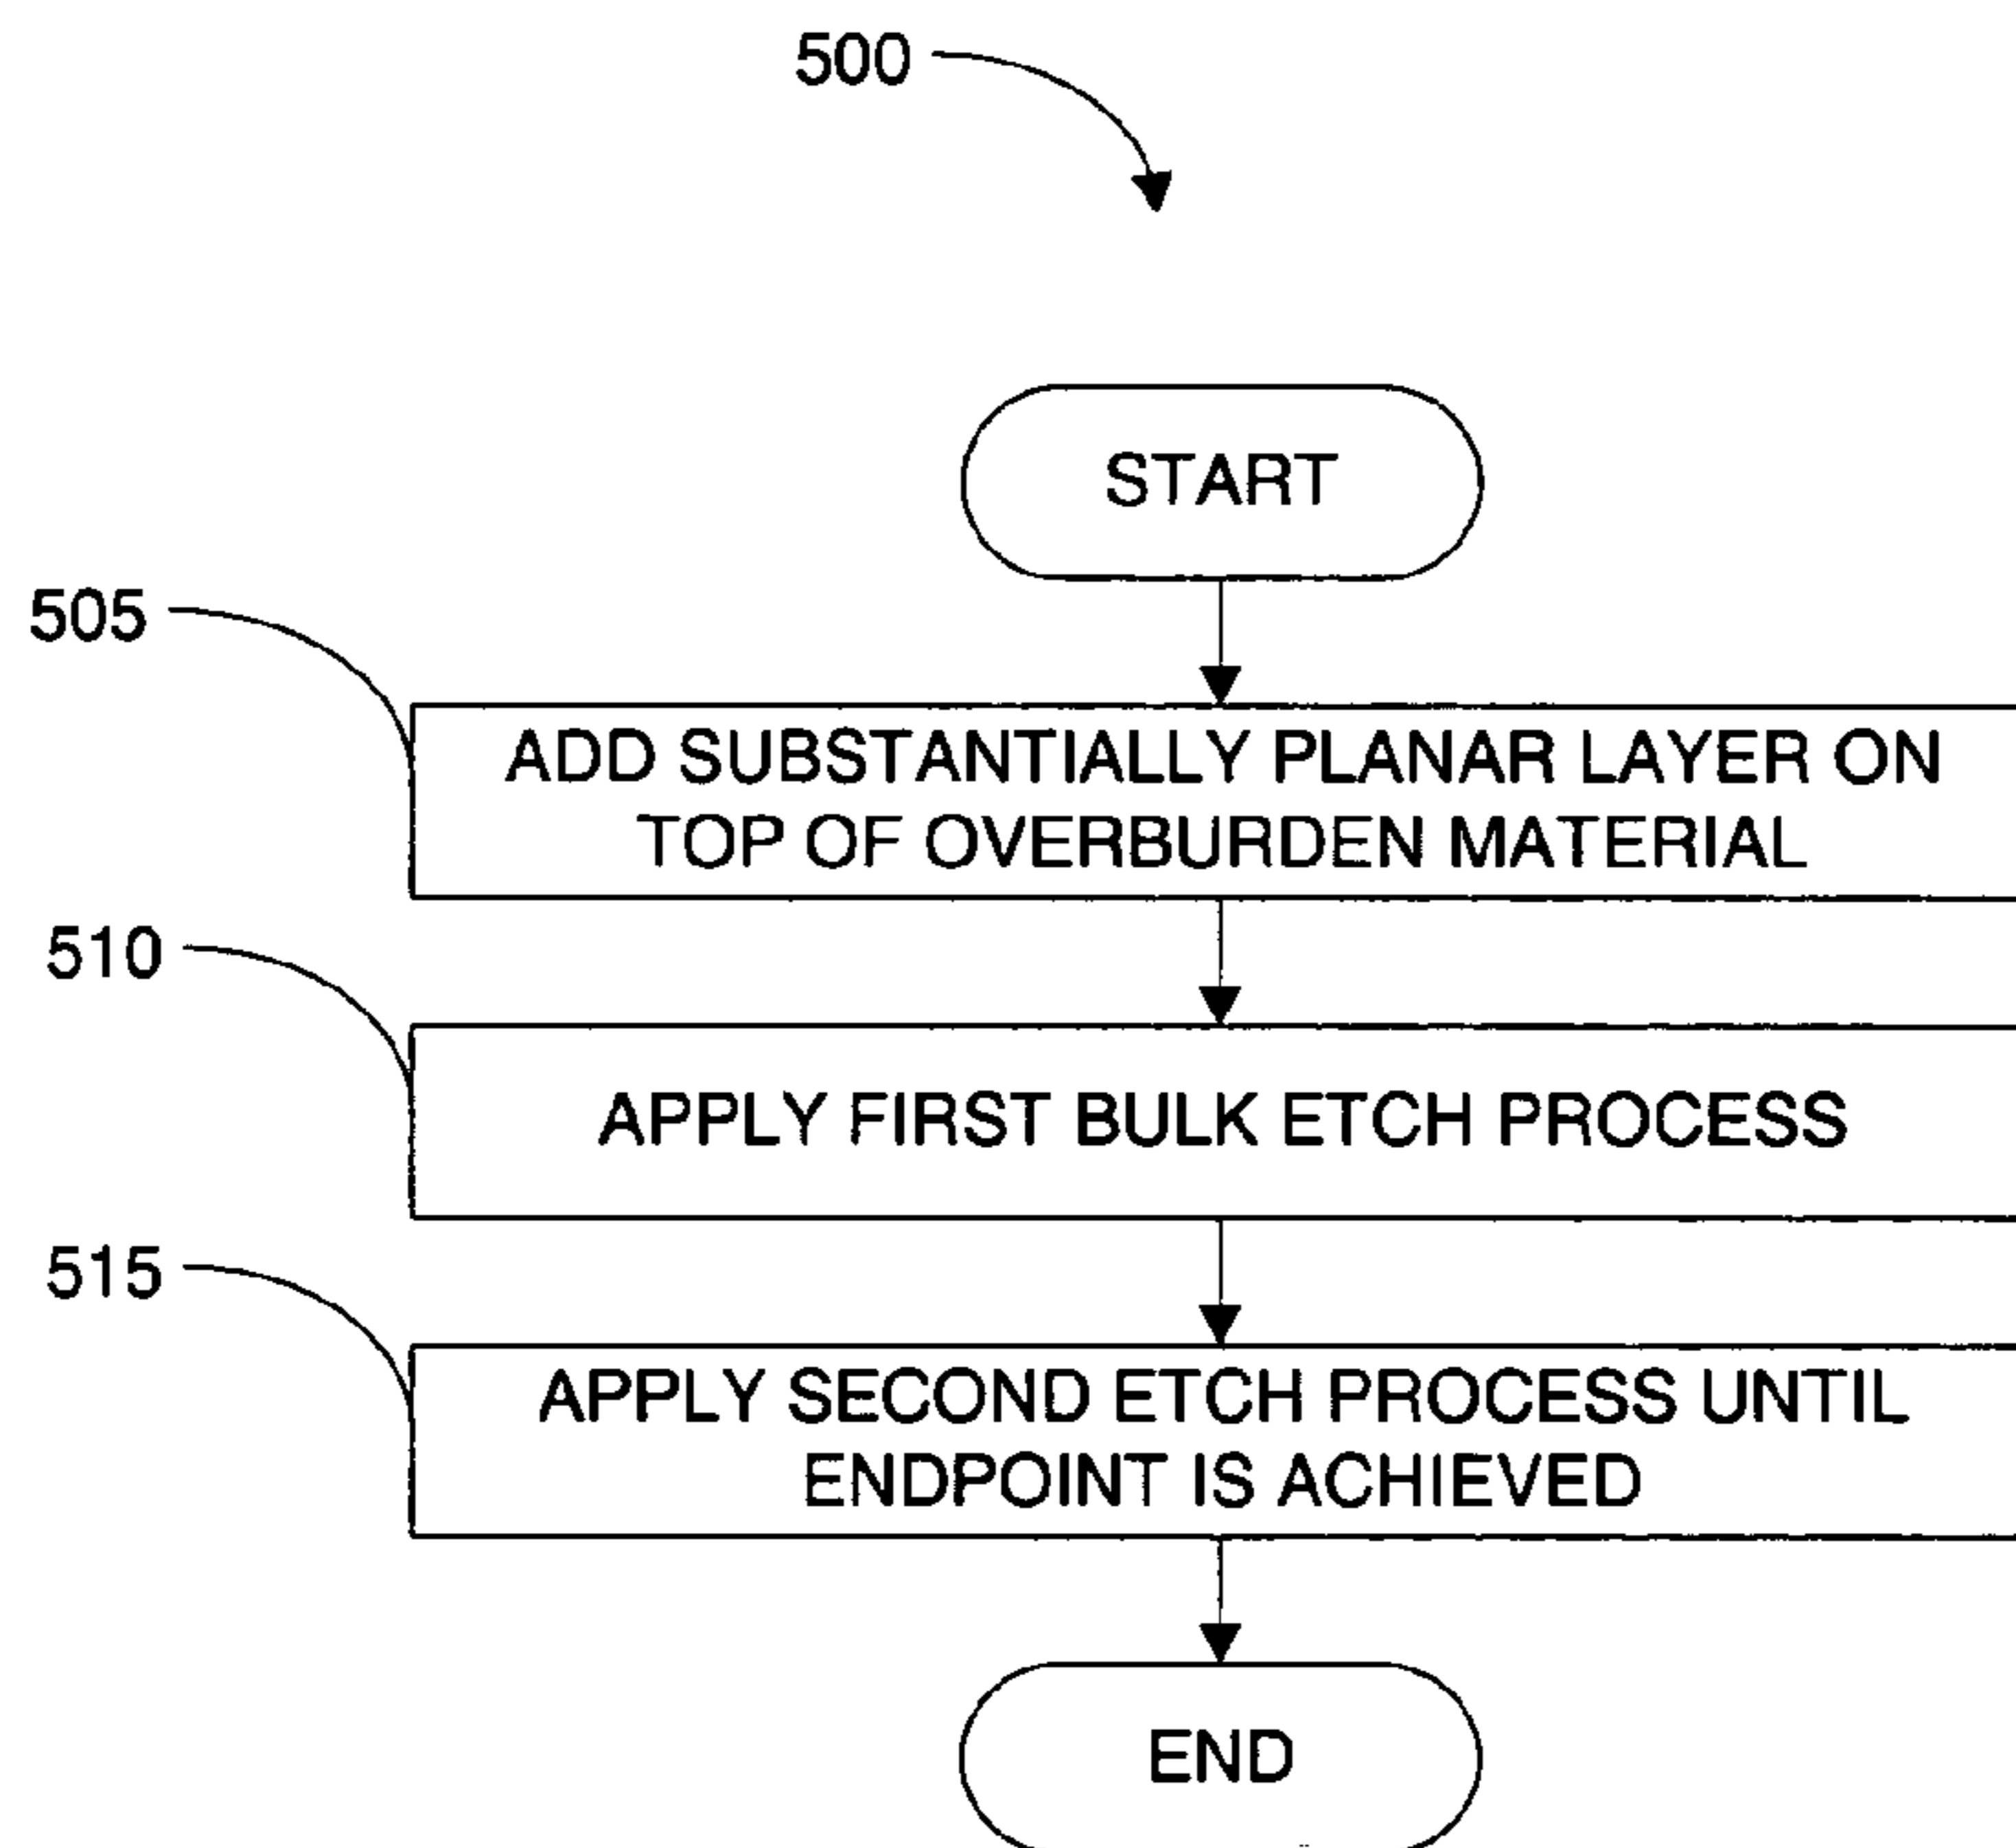 500
START
505
ADD SUBSTANTIALLY PLANAR LAYER ON
TOP OF OVERBURDEN MATERIAL
510
APPLY FIRST BULK ETCH PROCESS
515
APPLY SECOND ETCH PROCESS UNTIL
ENDPOINT IS ACHIEVED
END